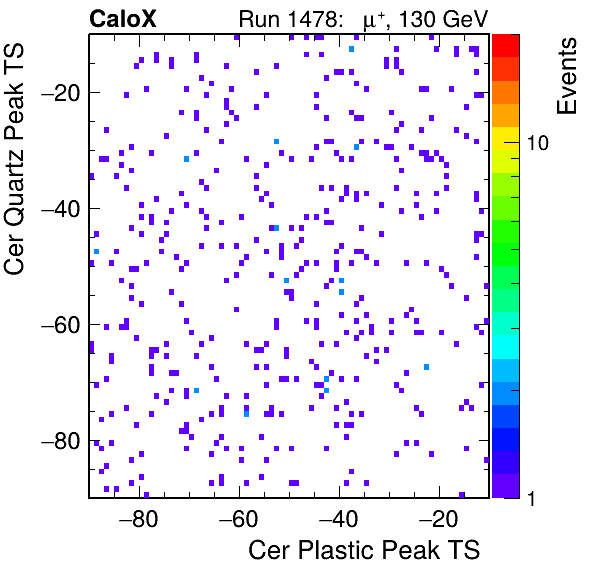 CaloX Run 1478: μ⁺, 130 GeV
Events
Cer Quartz Peak TS
−20
−40
−60
−80
10
1
−80 −60 −40 −20
Cer Plastic Peak TS